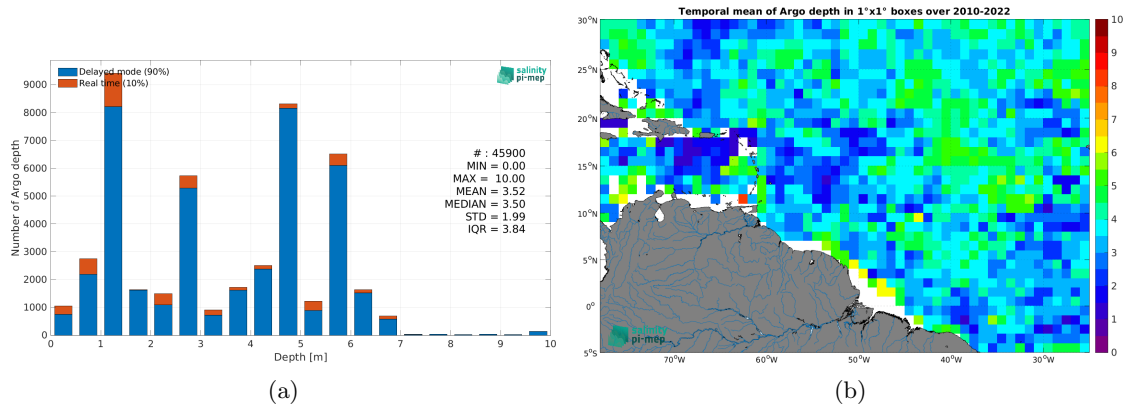 Delayed mode (90%)
Real time (10%)
salinity
pi-mep
# : 45900
MIN = 0.00
MAX = 10.00
MEAN = 3.52
MEDIAN = 3.50
STD = 1.99
IQR = 3.84
Number of Argo depth
9000
8000
7000
6000
5000
4000
3000
2000
1000
0
0 1 2 3 4 5 6 7 8 9 10
Depth [m]
(a)
Temporal mean of Argo depth in 1°x1° boxes over 2010-2022
30°N
25°N
20°N
15°N
10°N
5°N
0°
5°S
70°W 60°W 50°W 40°W 30°W
salinity
pi-mep
10
9
8
7
6
5
4
3
2
1
0
(b)